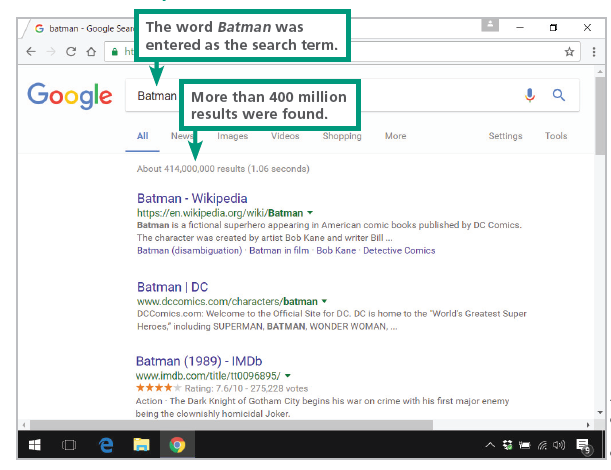 The word Batman was
entered as the search term.
batman - Google Sear
ht
Google
Batman
More than 400 million
results were found.
All News Images Videos Shopping More Settings Tools
About 414,000,000 results (1.06 seconds)
Batman - Wikipedia
https://en.wikipedia.org/wiki/Batman
Batman is a fictional superhero appearing in American comic books published by DC Comics.
The character was created by artist Bob Kane and writer Bill ...
Batman (disambiguation) · Batman in film · Bob Kane · Detective Comics
Batman | DC
www.dccomics.com/characters/batman
DCComics.com: Welcome to the Official Site for DC. DC is home to the "World's Greatest Super
Heroes," including SUPERMAN, BATMAN, WONDER WOMAN, ...
Batman (1989) - IMDb
www.imdb.com/title/tt0096895/
Rating: 7.6/10 - 275,228 votes
Action · The Dark Knight of Gotham City begins his war on crime with his first major enemy
being the clownishly homicidal Joker.
9